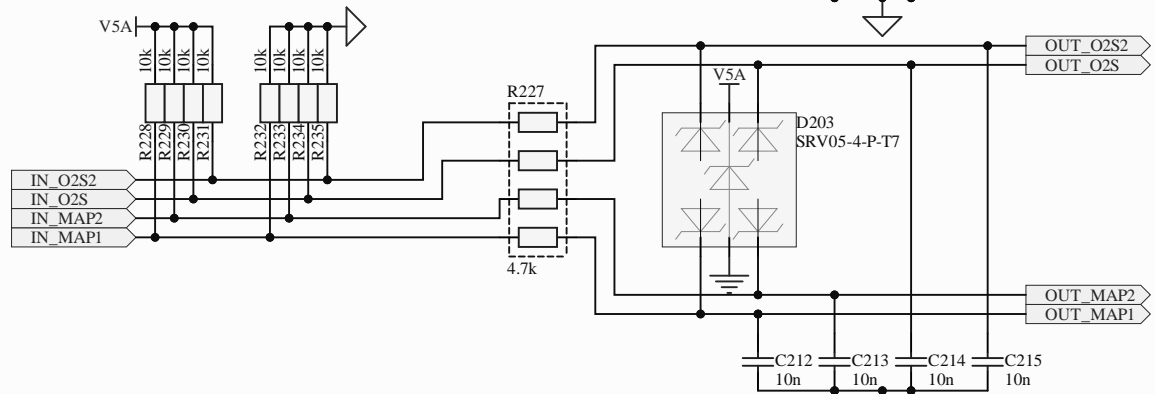 V5A
10k
10k
10k
10k
10k
10k
10k
10k
R228
R229
R230
R231
R232
R233
R234
R235
IN_O2S2
IN_O2S
IN_MAP2
IN_MAP1
R227
4.7k
V5A
D203
SRV05-4-P-T7
OUT_O2S2
OUT_O2S
OUT_MAP2
OUT_MAP1
C212
10n
C213
10n
C214
10n
C215
10n